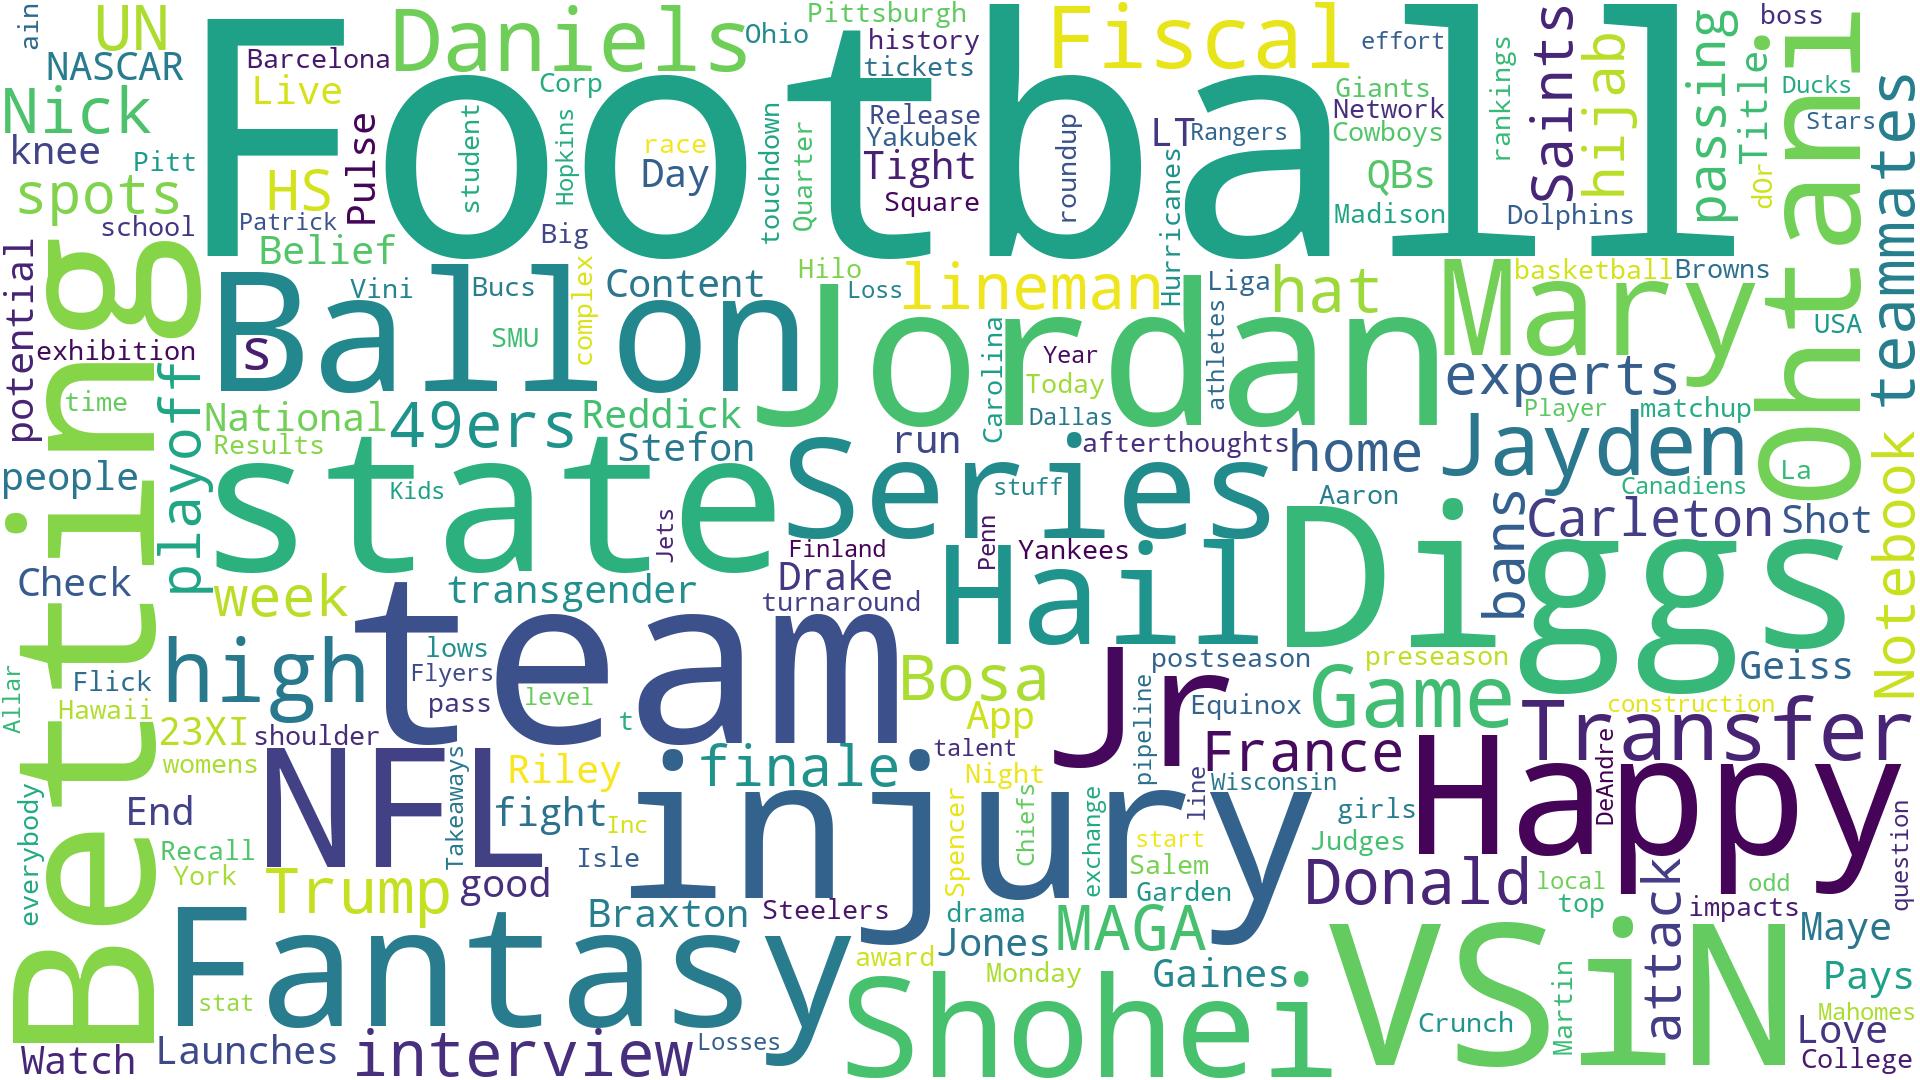 Football
Betting
Ohtani
Ballon
Jordan
Mary
state
Series
Hail
Diggs
team
Jr
NFL
injury
Happy
Fantasy
Shohei
VSiN
ain
UN
NASCAR
Nick
knee
Pitt
spots
school
Barcelona
Live
HS
Patrick
Belief
Pulse
Daniels
Ohio
Corp
student
Hopkins
Big
Pittsburgh
history
tickets
race
Day
touchdown
Quarter
Release
Yakubek
Tight
Square
roundup
Fiscal
effort
LT
Rangers
Hurricanes
Giants
Network
Cowboys
QBs
Madison
rankings
Saints
hijab
Dolphins
passing
Title
dOr
boss
Ducks
Stars
teammates
potential
exhibition
time
people
playoff
s
Vini
Bucs
SMU
complex
Content
Hilo
Loss
lineman
Liga
hat
basketball
Browns
USA
National
Results
49ers
Reddick
Stefon
Kids
Jets
Carolina
Year
Today
Dallas
athletes
experts
Player
matchup
run
afterthoughts
stuff
home
Aaron
Jayden
La
Canadiens
Carleton
Shot
bans
Notebook
Check
week
transgender
Finland
Drake
turnaround
Penn
Yankees
high
lows
Flyers
pass
level
t
Bosa
App
talent
postseason
pipeline
Equinox
preseason
Game
Geiss
construction
Transfer
Allar
Flick
Hawaii
23XI
shoulder
womens
everybody
End
Recall
York
Trump
Takeaways
Riley
fight
Inc
Isle
good
finale
Night
Spencer
Chiefs
exchange
line
France
Wisconsin
start
Salem
Garden
girls
Judges
DeAndre
Donald
local
top
attack
odd
impacts
question
Braxton
Steelers
drama
Jones
award
Monday
MAGA
Gaines
Maye
Pays
Mahomes
Love
College
stat
Watch
Launches
interview
Losses
Crunch
Martin